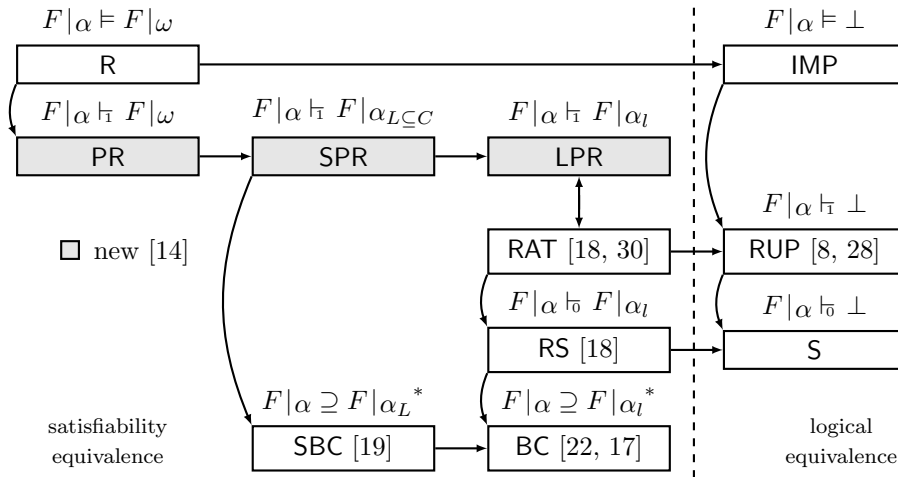 F|α ⊨ F|ω
F|α ⊨ ⊥
R
IMP
F|α ⊢₁ F|ω
F|α ⊢₁ F|α_{L⊆C}
F|α ⊢₁ F|α_l
PR
SPR
LPR
F|α ⊢₁ ⊥
new [14]
RAT [18, 30]
RUP [8, 28]
F|α ⊢₀ F|α_l
F|α ⊢₀ ⊥
RS [18]
S
F|α ⊇ F|α_L*
F|α ⊇ F|α_l*
satisfiability
equivalence
SBC [19]
BC [22, 17]
logical
equivalence